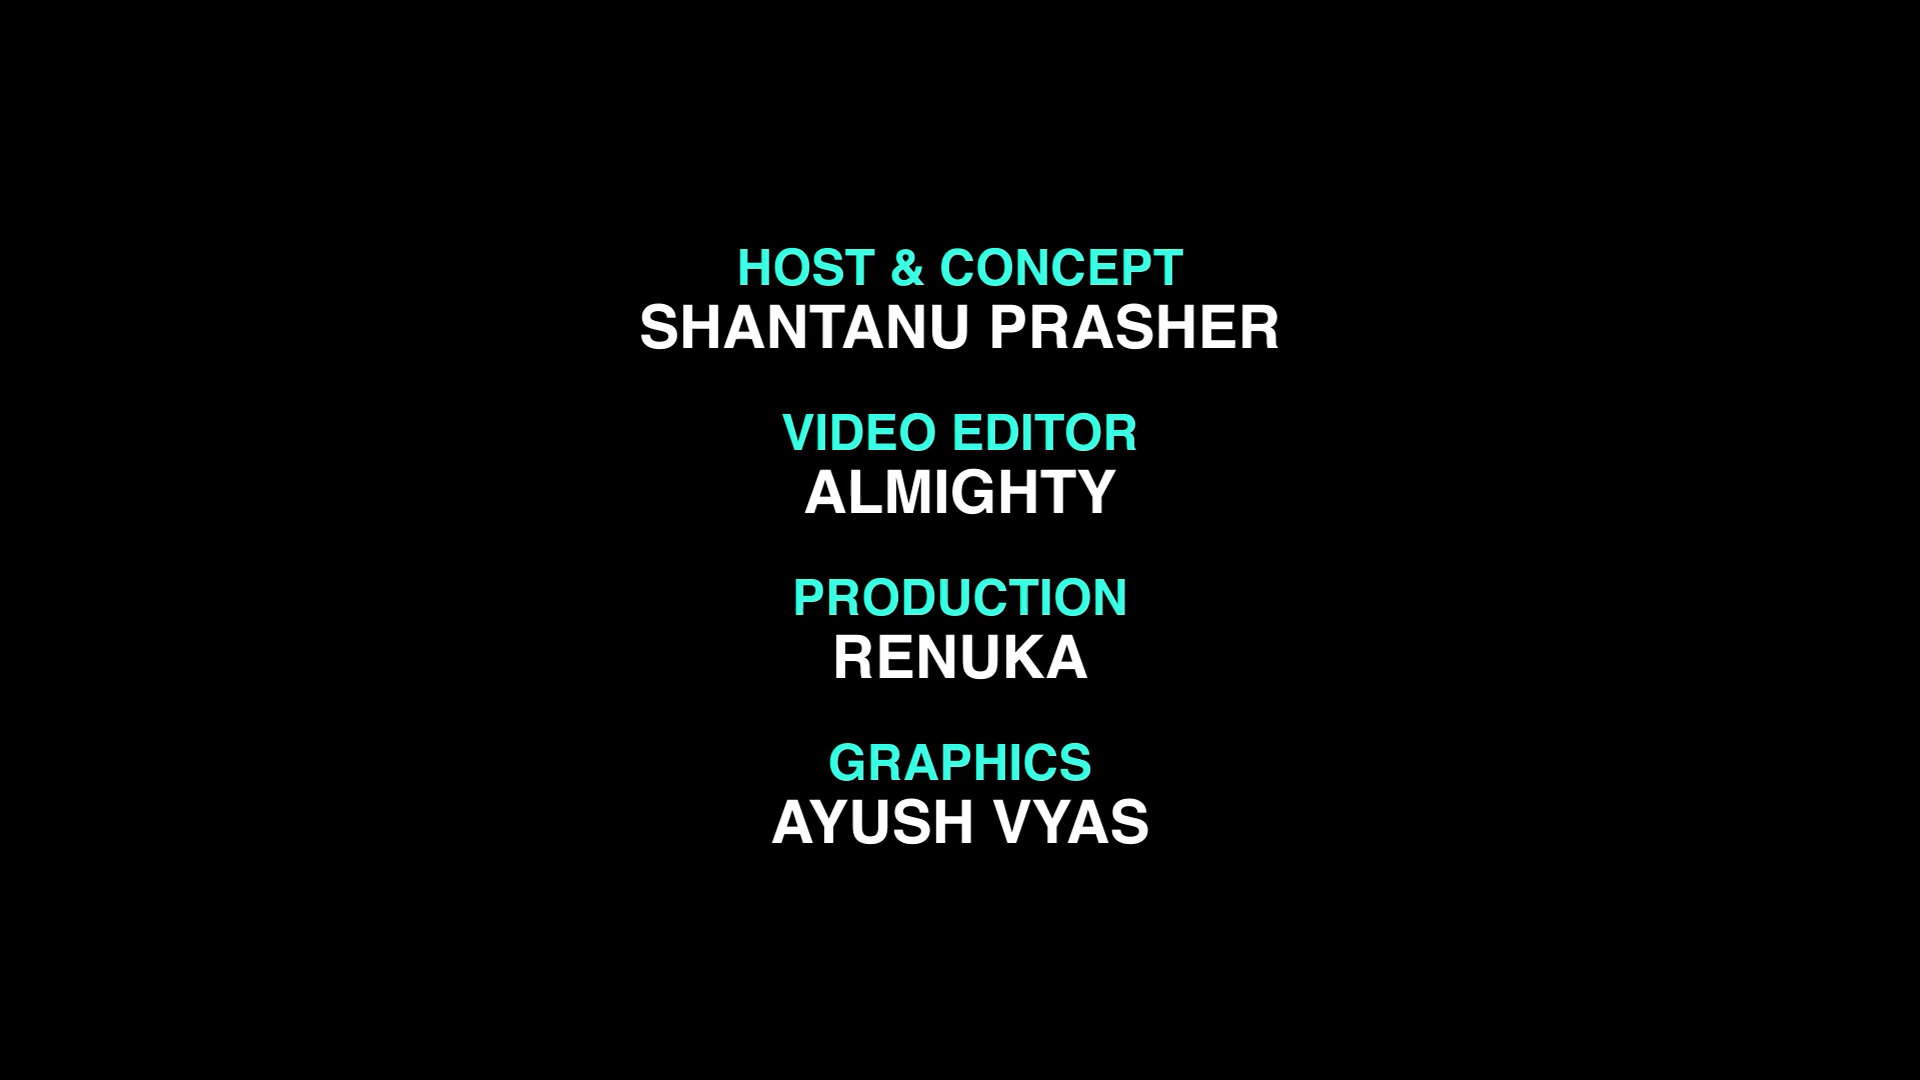 HOST & CONCEPT
SHANTANU PRASHER
VIDEO EDITOR
ALMIGHTY
PRODUCTION
RENUKA
GRAPHICS
AYUSH VYAS